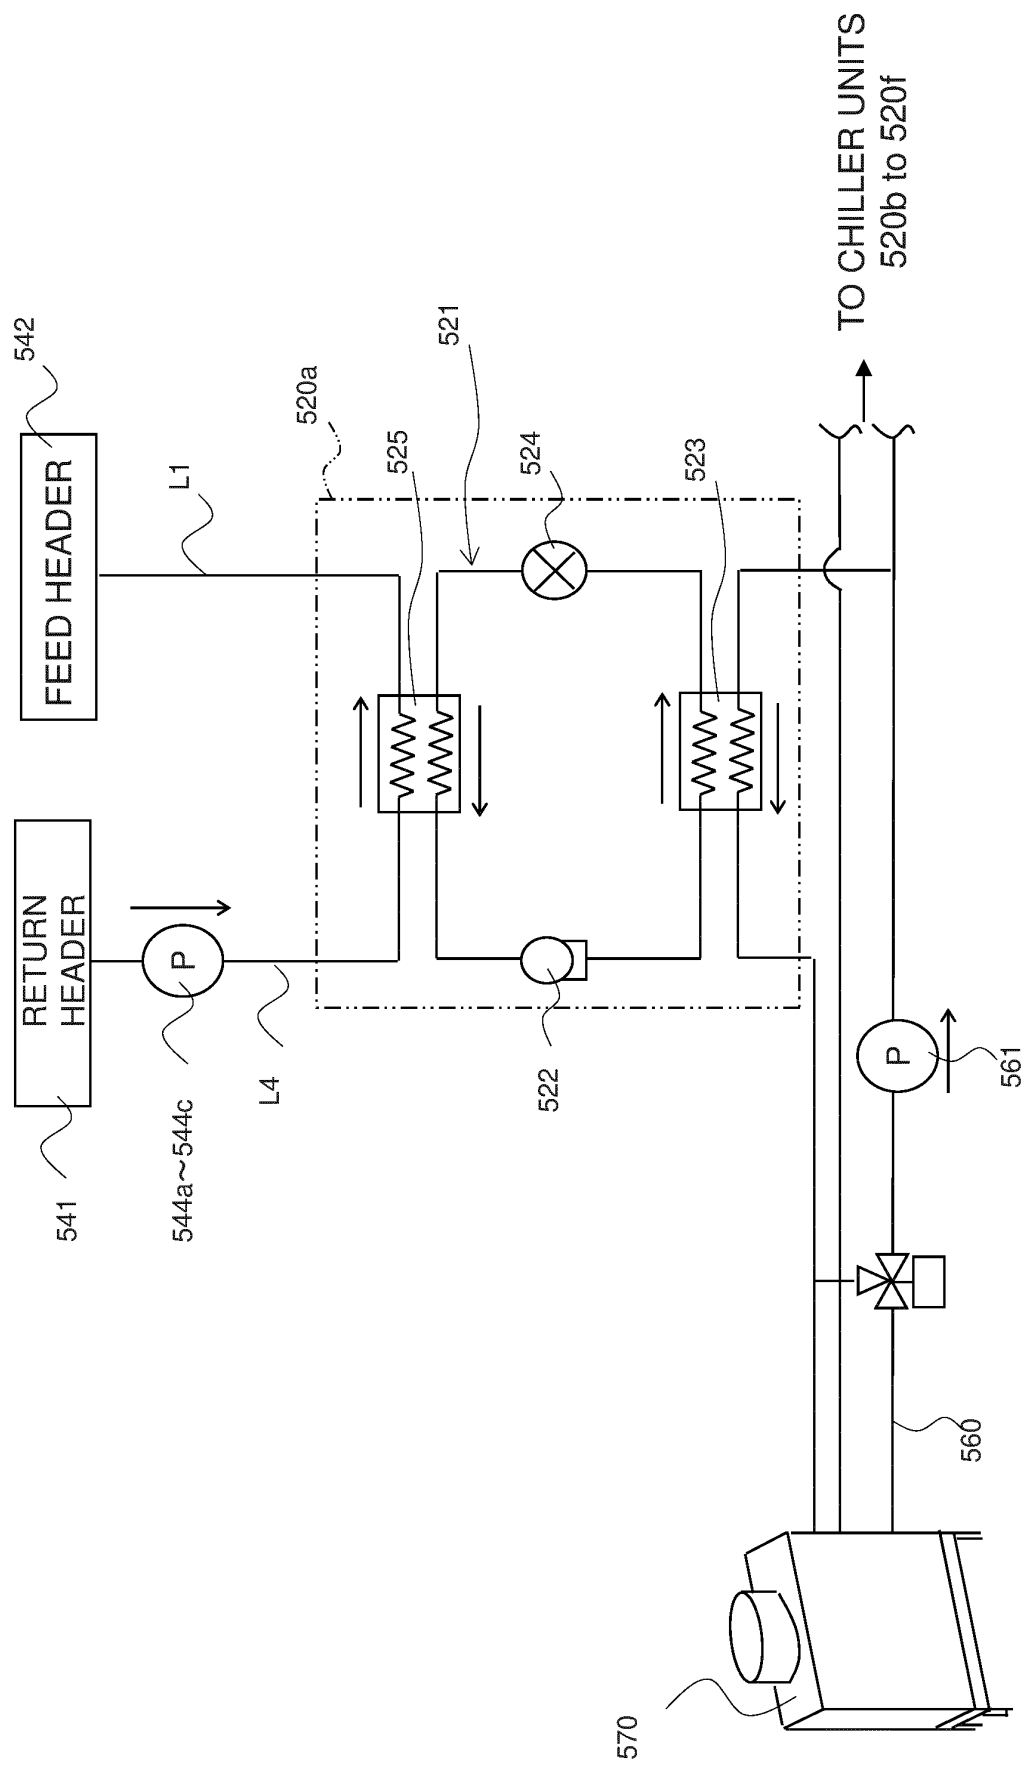 541
RETURN
HEADER
FEED HEADER
542
544a～544c
L4
L1
520a
525
521
522
524
523
TO CHILLER UNITS
520b to 520f
570
560
P
P
561